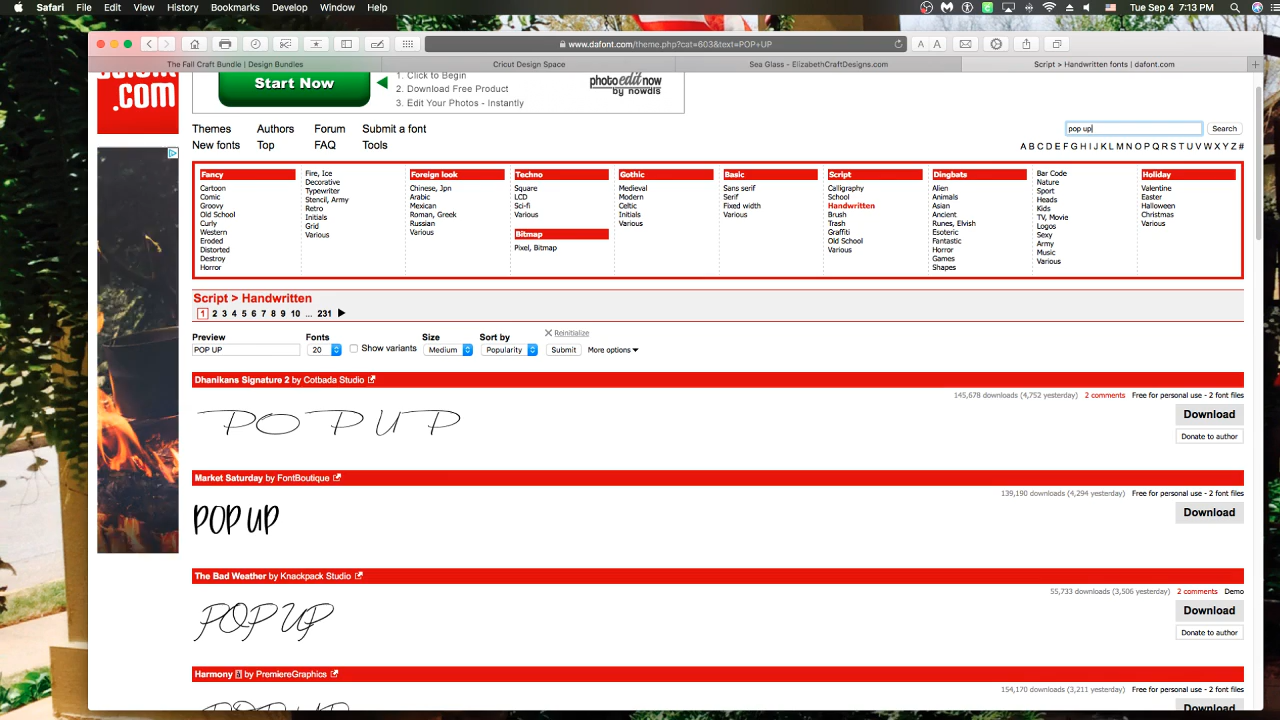 Safari File Edit View History Bookmarks Window Help
www.dafont.com/theme.php?cat=603&text=POP+UP
The Fall Craft Bundle | Design Bundles
Cricut Design Space
Sea Glass - ElizabethCraftDesigns.com
Script > Handwritten fonts | dafont.com
.com
Start Now
1. Click to Begin
2. Download Free Product
3. Edit Your Photos - Instantly
photo edit now
by nowdis
Themes Authors Forum Submit a font
New fonts Top FAQ Tools
pop up
Search
A B C D E F G H I J K L M N O P Q R S T U V W X Y Z #
Fancy
Cartoon
Comic
Groovy
Old School
Curly
Western
Eroded
Distorted
Destroy
Horror
Fire, Ice
Decorative
Typewriter
Stencil, Army
Retro
Initials
Grid
Various
Foreign look
Chinese, Jpn
Arabic
Mexican
Roman, Greek
Russian
Various
Techno
Square
LCD
Sci-fi
Various
Bitmap
Pixel, Bitmap
Gothic
Medieval
Modern
Celtic
Initials
Various
Basic
Sans serif
Serif
Fixed width
Various
Script
Calligraphy
School
Handwritten
Brush
Trash
Graffiti
Old School
Various
Dingbats
Alien
Animals
Asian
Ancient
Runes, Elvish
Esoteric
Fantastic
Horror
Games
Shapes
Bar Code
Nature
Sport
Heads
Kids
TV, Movie
Logos
Sexy
Army
Music
Various
Holiday
Valentine
Easter
Halloween
Christmas
Various
Script > Handwritten
1 2 3 4 5 6 7 8 9 10 ... 231
Preview Fonts Size Sort by Reinitialize
POP UP 20 Show variants Medium Popularity Submit More options
Dhanikans Signature 2 by Cotbada Studio
145,678 downloads (4,752 yesterday) 2 comments Free for personal use - 2 font files
POP UP
Download
Donate to author
Market Saturday by FontBoutique
139,190 downloads (4,294 yesterday) Free for personal use - 2 font files
POP UP
Download
The Bad Weather by Knackpack Studio
55,733 downloads (3,506 yesterday) 2 comments Demo
POP UP
Download
Donate to author
Harmony by PremiereGraphics
154,170 downloads (3,211 yesterday) Free for personal use - 2 font files
Download